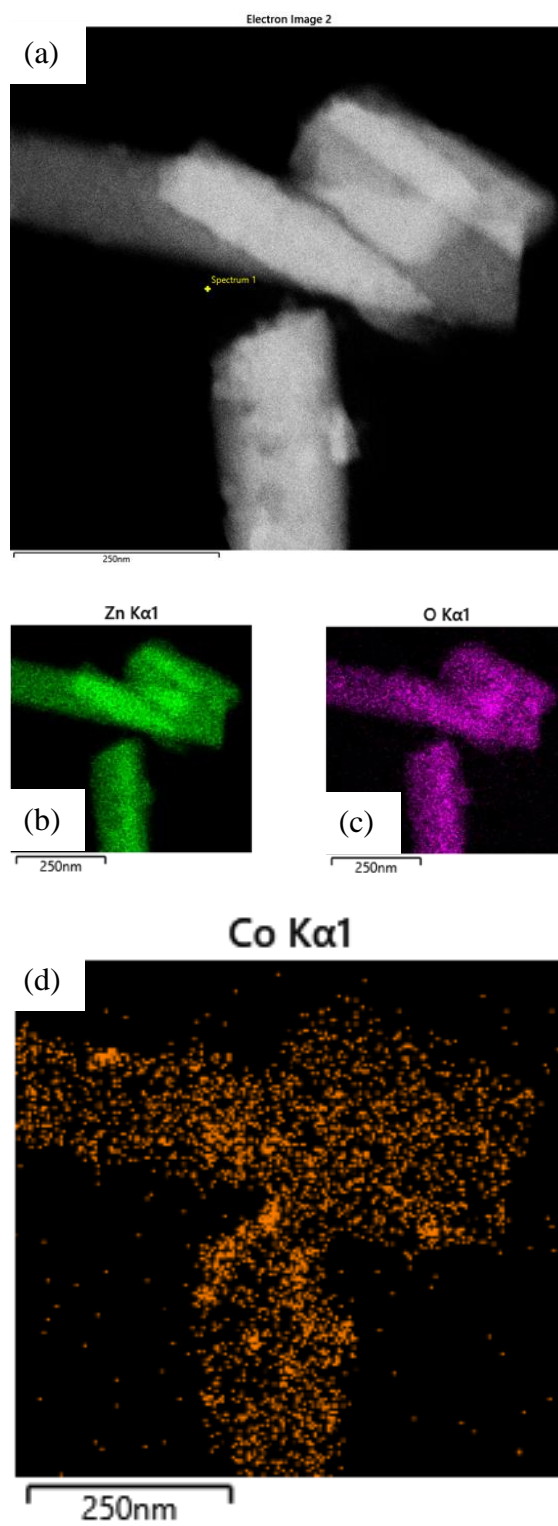 Electron Image 2
(a)
Spectrum 1
250nm
Zn Kα1
O Kα1
(b)
(c)
250nm
250nm
Co Kα1
(d)
250nm